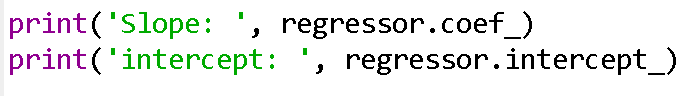 print('Slope: ', regressor.coef_)
print('intercept: ', regressor.intercept_)